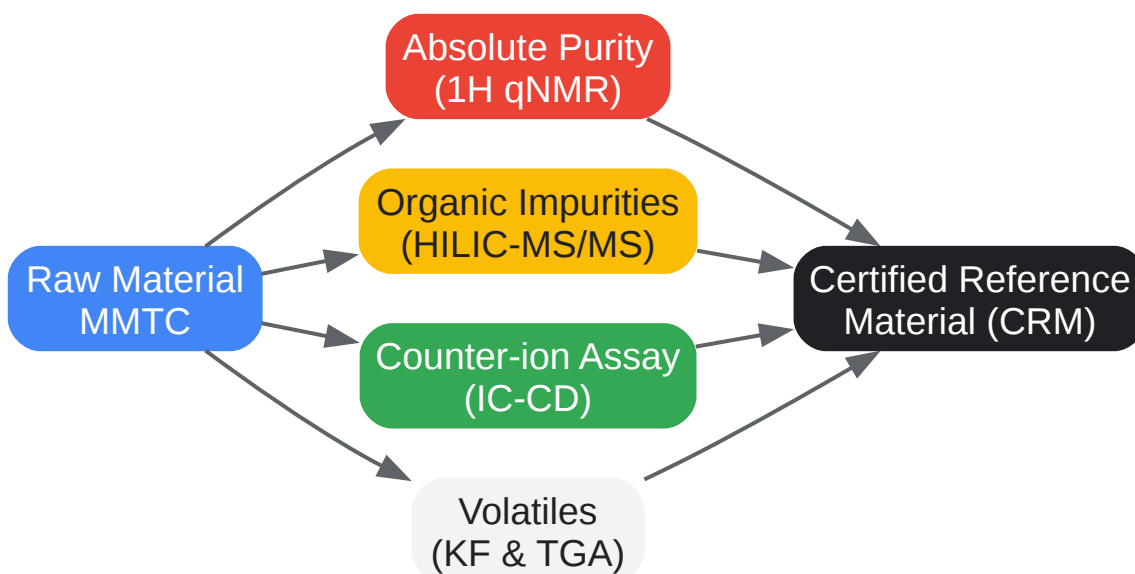 Absolute Purity
(1H qNMR)
Organic Impurities
(HILIC-MS/MS)
Raw Material
MMTC
Certified Reference
Material (CRM)
Counter-ion Assay
(IC-CD)
Volatiles
(KF & TGA)